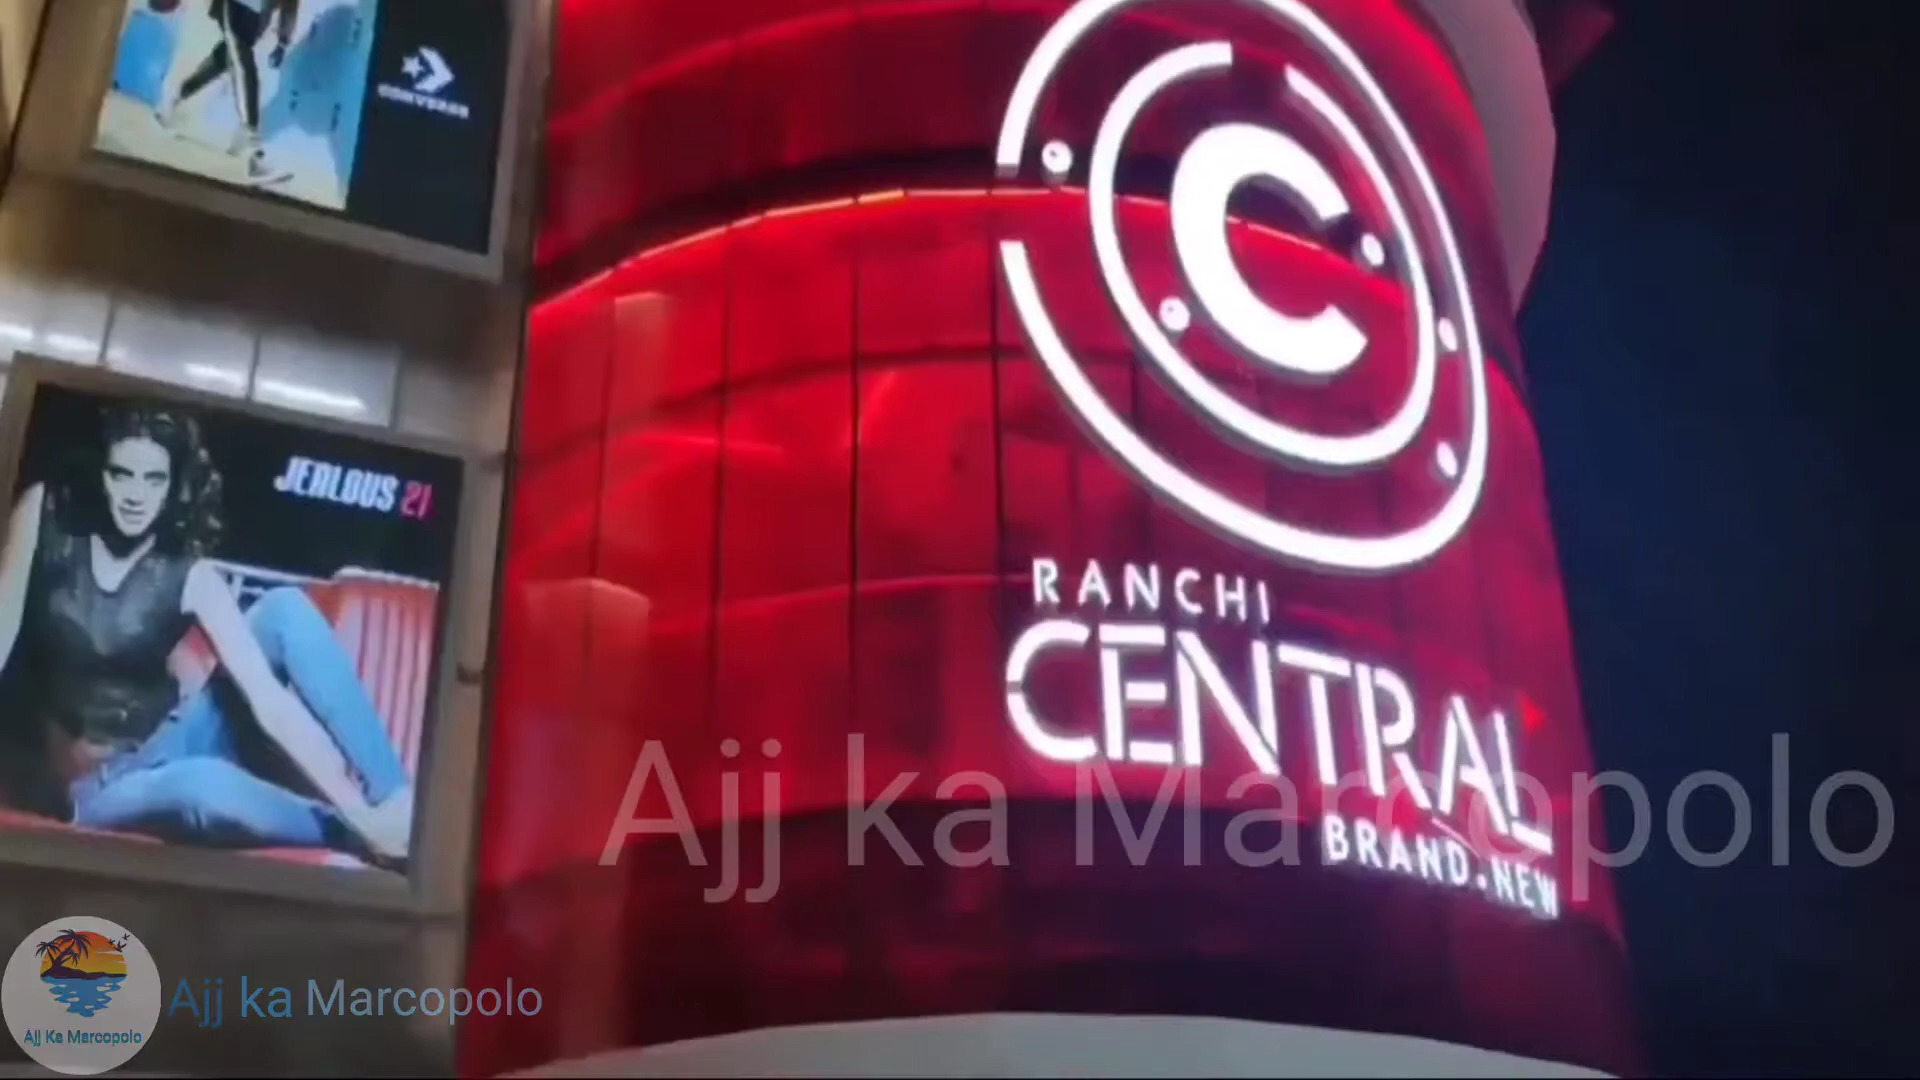 CONVERSE
JEALOUS 21
C
RANCHI
CENTRAL
BRAND.NEW
Ajj ka Marcopolo
Ajj Ka Marcopolo
Ajj ka Marcopolo